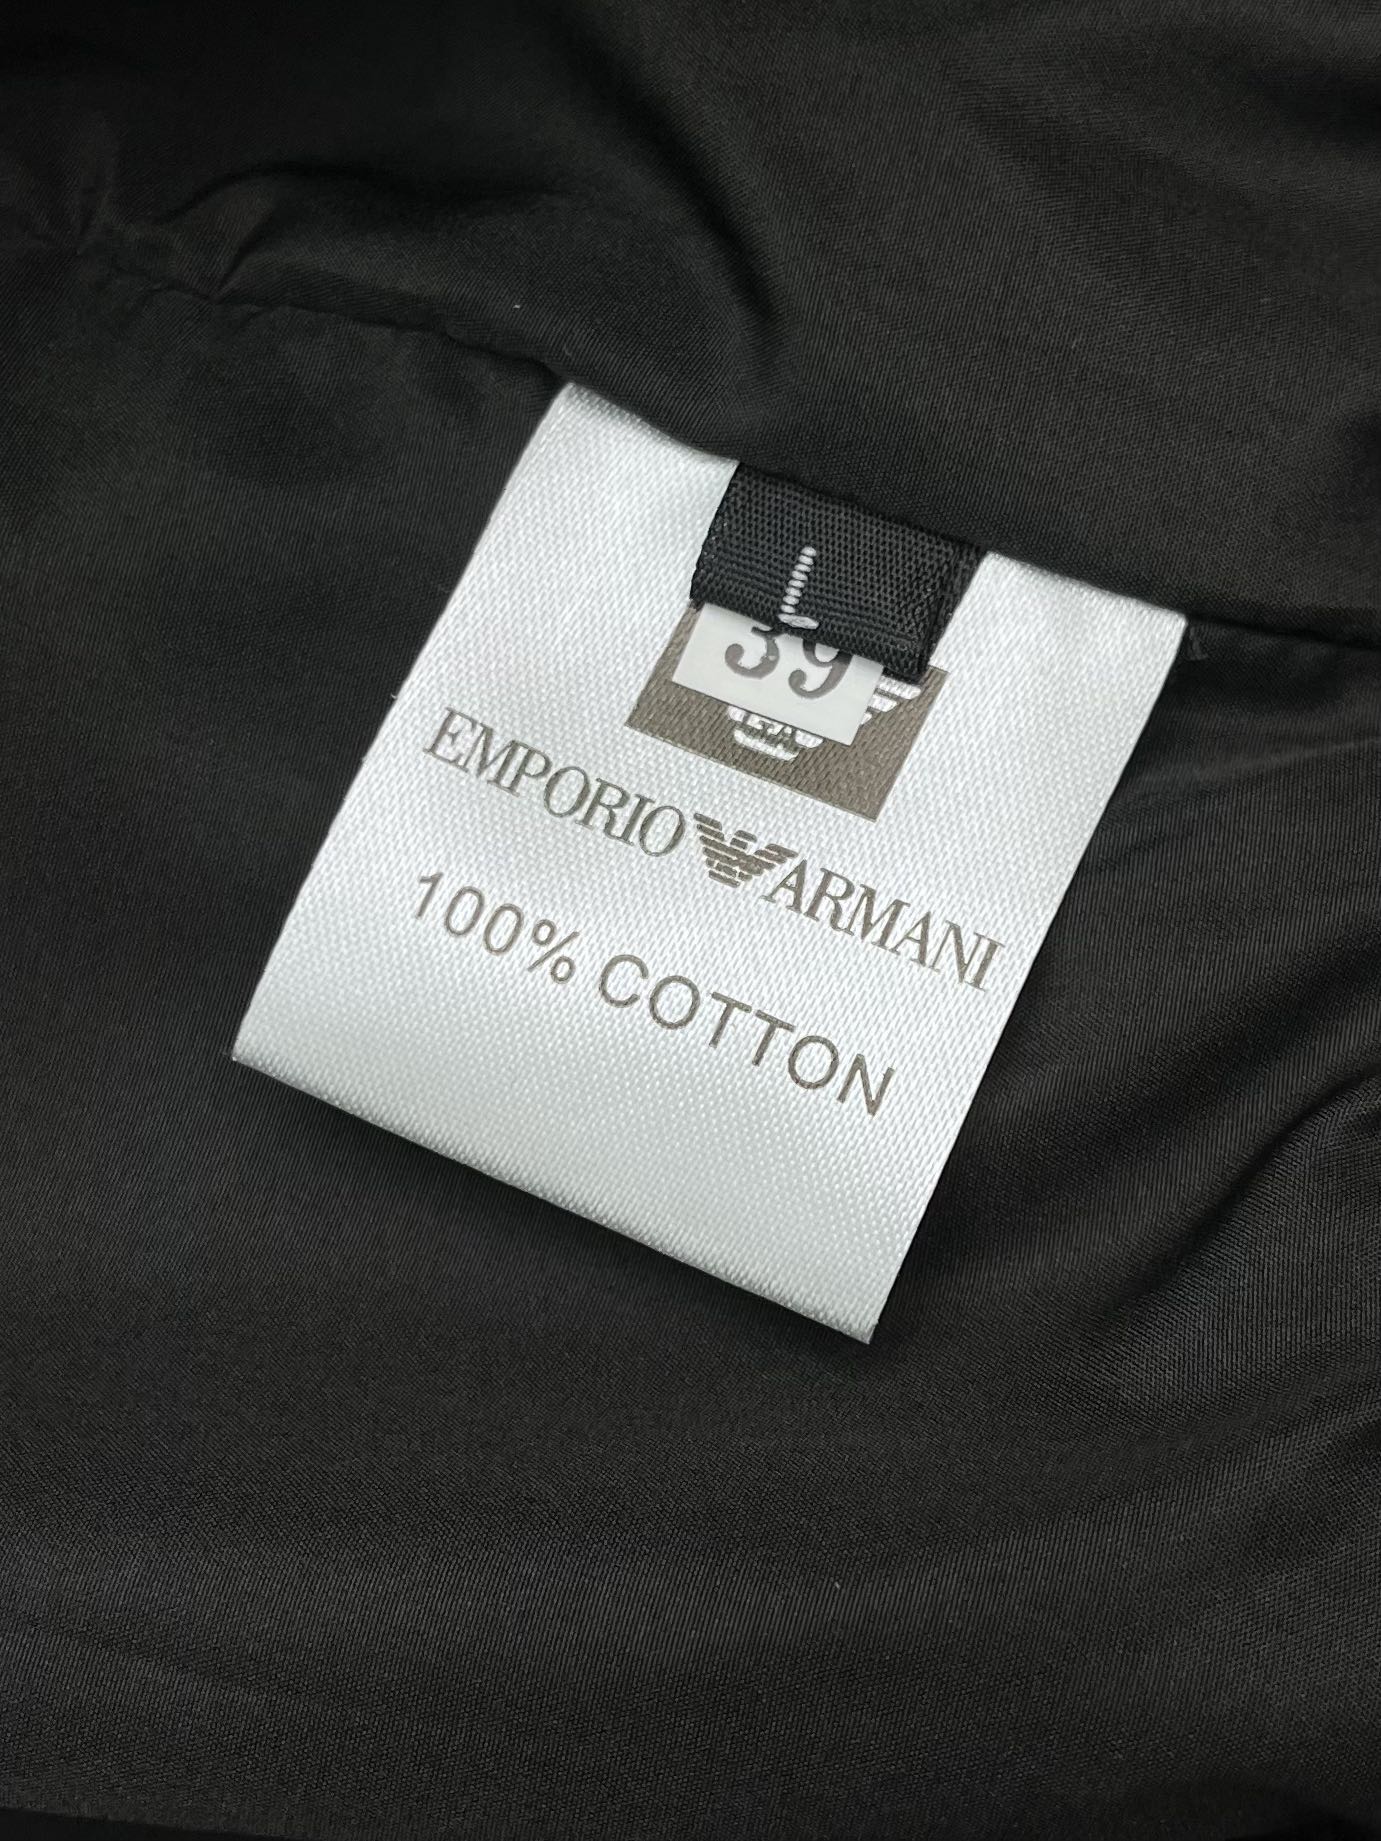 L
39
EMPORIO ARMANI
100% COTTON